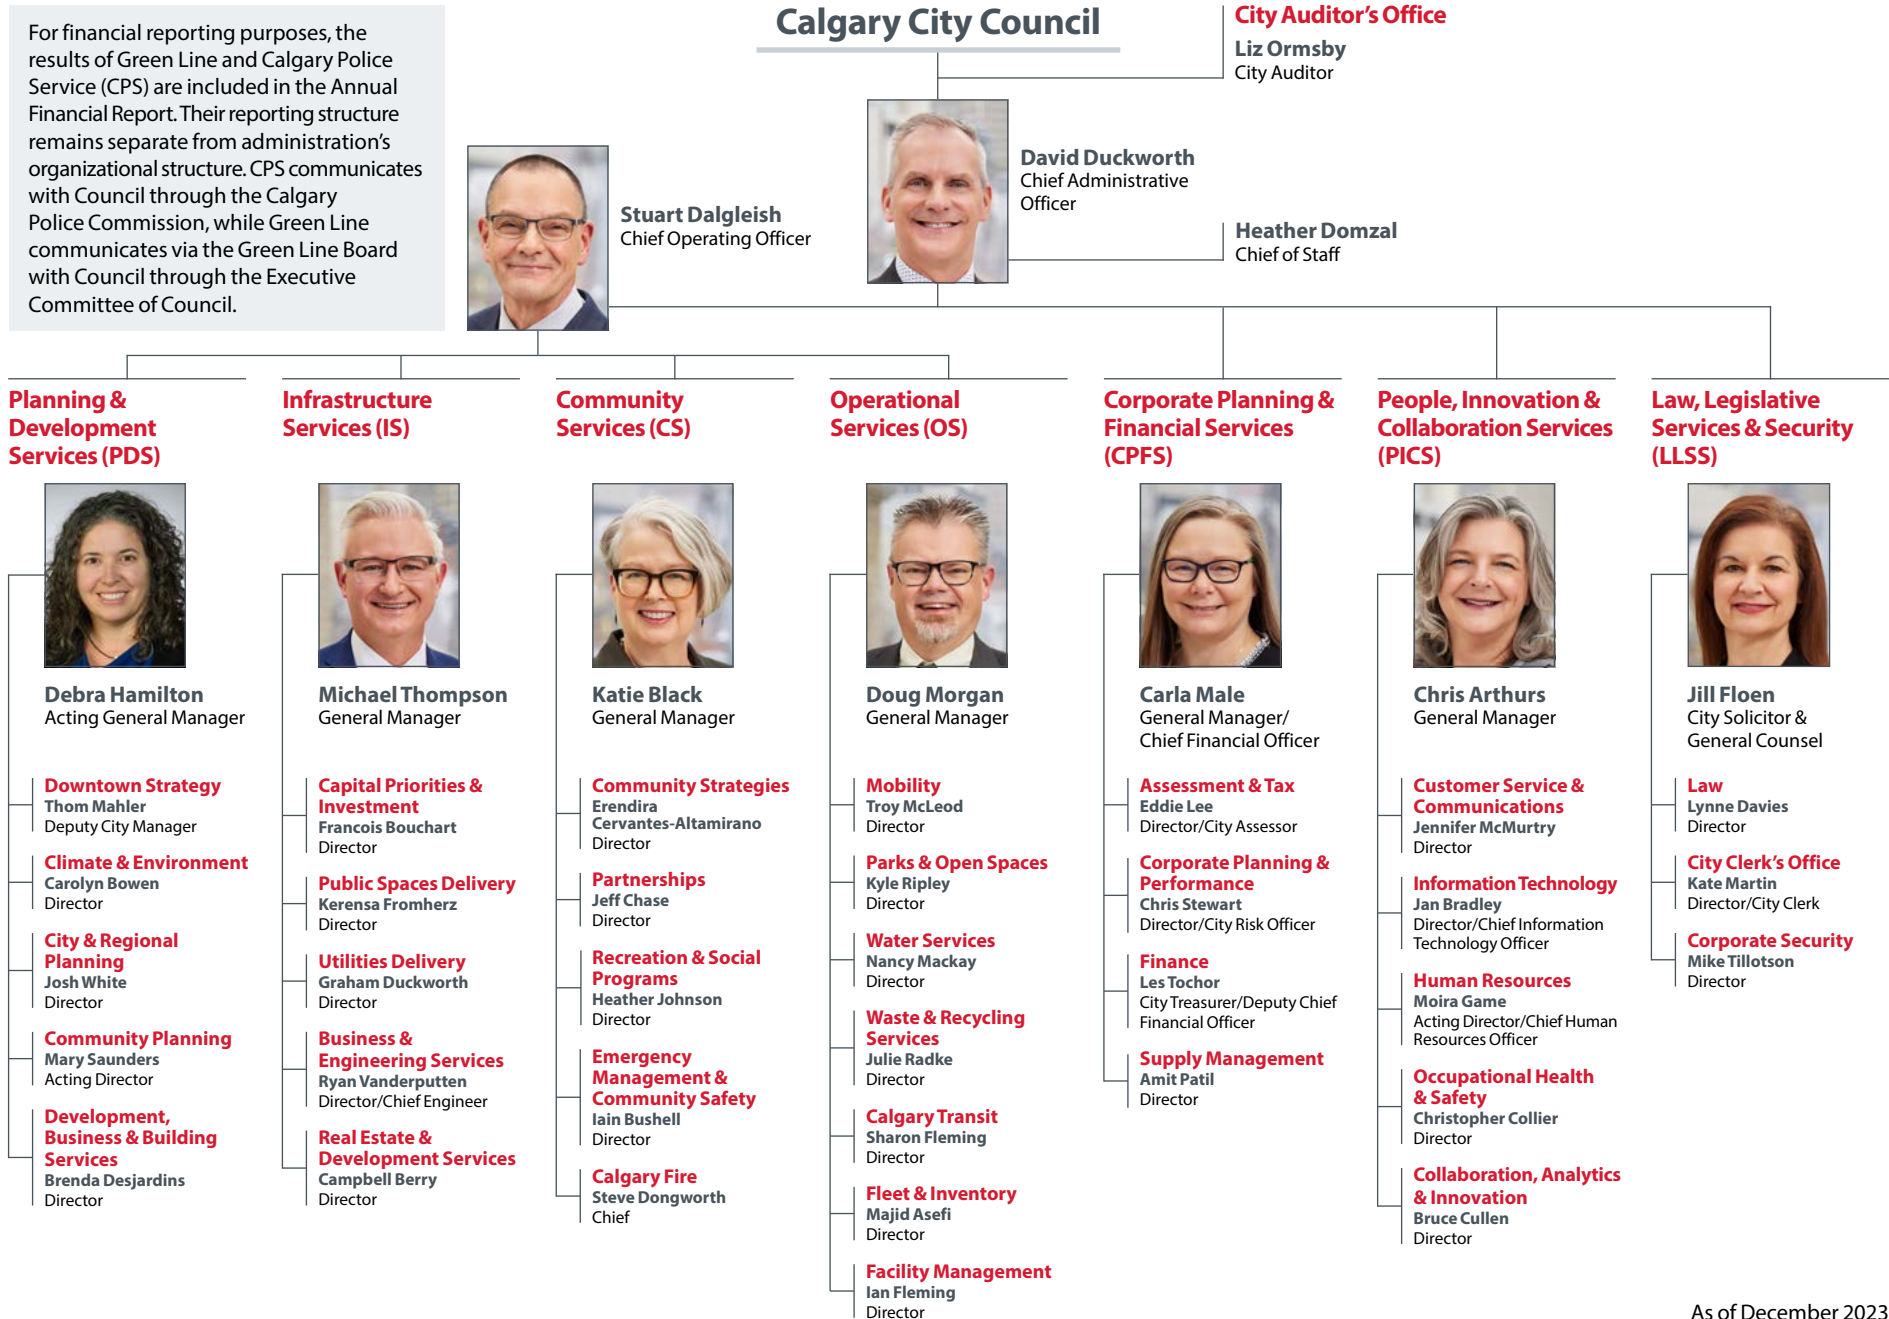 For financial reporting purposes, the
results of Green Line and Calgary Police
Service (CPS) are included in the Annual
Financial Report. Their reporting structure
remains separate from administration's
organizational structure. CPS communicates
with Council through the Calgary
Police Commission, while Green Line
communicates via the Green Line Board
with Council through the Executive
Committee of Council.
Calgary City Council
City Auditor's Office
Liz Ormsby
City Auditor
David Duckworth
Chief Administrative
Officer
Stuart Dalgleish
Chief Operating Officer
Heather Domzal
Chief of Staff
Planning &
Development
Services (PDS)
Debra Hamilton
Acting General Manager
Downtown Strategy
Thom Mahler
Deputy City Manager
Climate & Environment
Carolyn Bowen
Director
City & Regional
Planning
Josh White
Director
Community Planning
Mary Saunders
Acting Director
Development,
Business & Building
Services
Brenda Desjardins
Director
Infrastructure
Services (IS)
Michael Thompson
General Manager
Capital Priorities &
Investment
Francois Bouchart
Director
Public Spaces Delivery
Kerensa Fromherz
Director
Utilities Delivery
Graham Duckworth
Director
Business &
Engineering Services
Ryan Vanderputten
Director/Chief Engineer
Real Estate &
Development Services
Campbell Berry
Director
Community
Services (CS)
Katie Black
General Manager
Community Strategies
Erendira
Cervantes-Altamirano
Director
Partnerships
Jeff Chase
Director
Recreation & Social
Programs
Heather Johnson
Director
Emergency
Management &
Community Safety
Iain Bushell
Director
Calgary Fire
Steve Dongworth
Chief
Operational
Services (OS)
Doug Morgan
General Manager
Mobility
Troy McLeod
Director
Parks & Open Spaces
Kyle Ripley
Director
Water Services
Nancy Mackay
Director
Waste & Recycling
Services
Julie Radke
Director
Calgary Transit
Sharon Fleming
Director
Fleet & Inventory
Majid Asefi
Director
Facility Management
Ian Fleming
Director
Corporate Planning &
Financial Services
(CPFS)
Carla Male
General Manager/
Chief Financial Officer
Assessment & Tax
Eddie Lee
Director/City Assessor
Corporate Planning &
Performance
Chris Stewart
Director/City Risk Officer
Finance
Les Tochor
City Treasurer/Deputy Chief
Financial Officer
Supply Management
Amit Patil
Director
People, Innovation &
Collaboration Services
(PICS)
Chris Arthurs
General Manager
Customer Service &
Communications
Jennifer McMurtry
Director
Information Technology
Jan Bradley
Director/Chief Information
Technology Officer
Human Resources
Moira Game
Acting Director/Chief Human
Resources Officer
Occupational Health
& Safety
Christopher Collier
Director
Collaboration, Analytics
& Innovation
Bruce Cullen
Director
Law, Legislative
Services & Security
(LLSS)
Jill Floen
City Solicitor &
General Counsel
Law
Lynne Davies
Director
City Clerk's Office
Kate Martin
Director/City Clerk
Corporate Security
Mike Tillotson
Director
As of December 2023